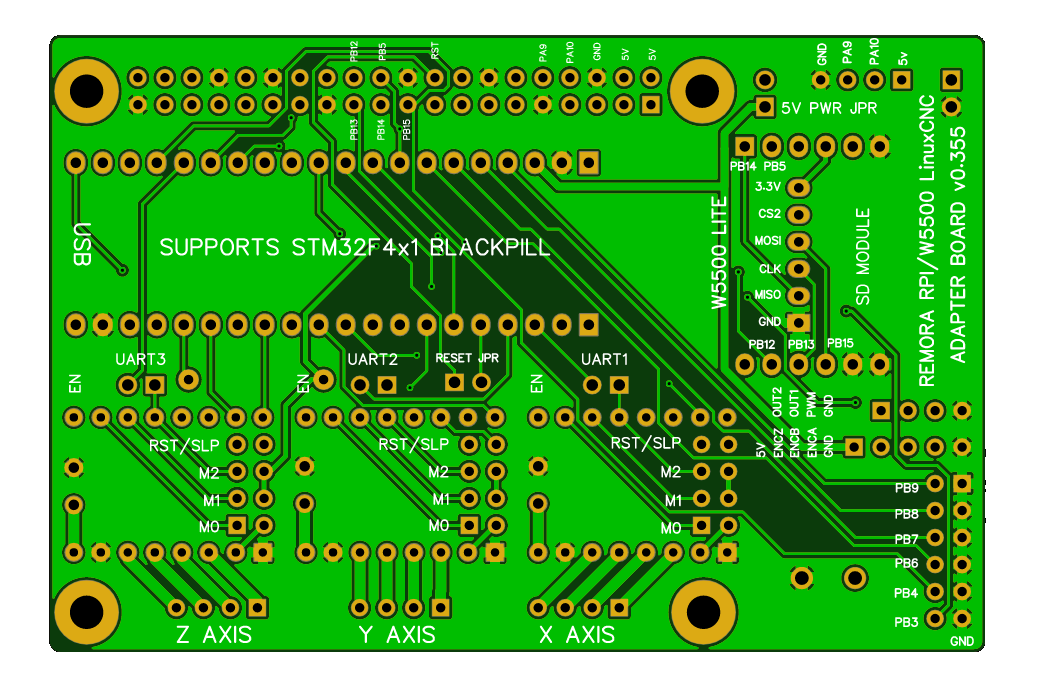 PB12 PB5 RST PA9 PA10 GND 5V 5V
PB13 PB14 PB15
GND PA9 PA10 5v
5V PWR JPR
PB14 PB5
3.3V
CS2
MOSI
CLK
MISO
GND
PB12 PB13 PB15
W5500 LITE
SD MODULE
REMORA RPI/W5500 LinuxCNC
ADAPTER BOARD v0.355
USB
SUPPORTS STM32F4x1 BLACKPILL
UART3 UART2 RESET JPR UART1
EN EN EN
OUT2 OUT1 PWM GND
5V ENCZ ENCB ENCA GND
RST/SLP RST/SLP RST/SLP
M2 M2 M2
M1 M1 M1
M0 M0 M0
PB9
PB8
PB7
PB6
PB4
PB3
GND
Z AXIS Y AXIS X AXIS